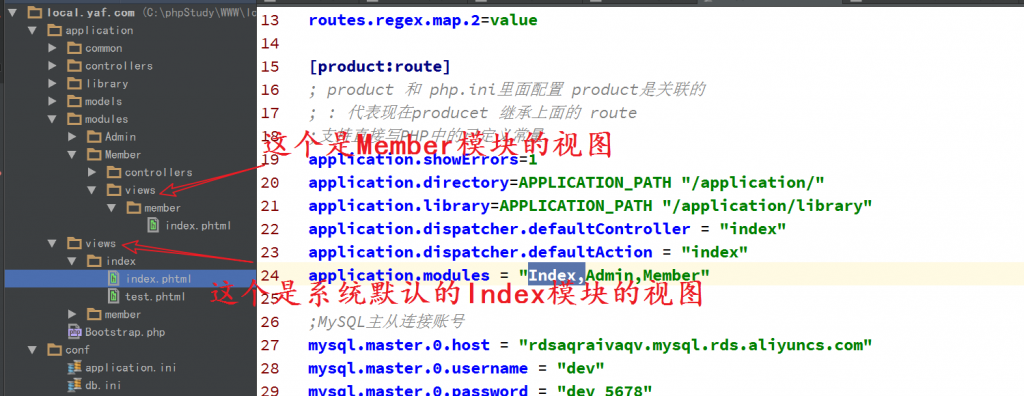 local.yaf.com (C:\phpStudy\WWW\lo
application
common
controllers
library
models
modules
Admin
Member
controllers
views
member
index.phtml
views
index
index.phtml
test.phtml
member
Bootstrap.php
conf
application.ini
db.ini
13 routes.regex.map.2=value
14
15 [product:route]
16 ; product 和 php.ini里面配置 product是关联的
17 ; : 代表现在producet 继承上面的 route
18 ;支持直接写PHP中的已定义常量
19 application.showErrors=1
20 application.directory=APPLICATION_PATH "/application/"
21 application.library=APPLICATION_PATH "/application/library"
22 application.dispatcher.defaultController = "index"
23 application.dispatcher.defaultAction = "index"
24 application.modules = "Index,Admin,Member"
26 ;MySQL主从连接账号
27 mysql.master.0.host = "rdsaqraivaqv.mysql.rds.aliyuncs.com"
28 mysql.master.0.username = "dev"
29 mysql.master.0.password = "dev_5678"
这个是Member模块的视图
这个是系统默认的Index模块的视图